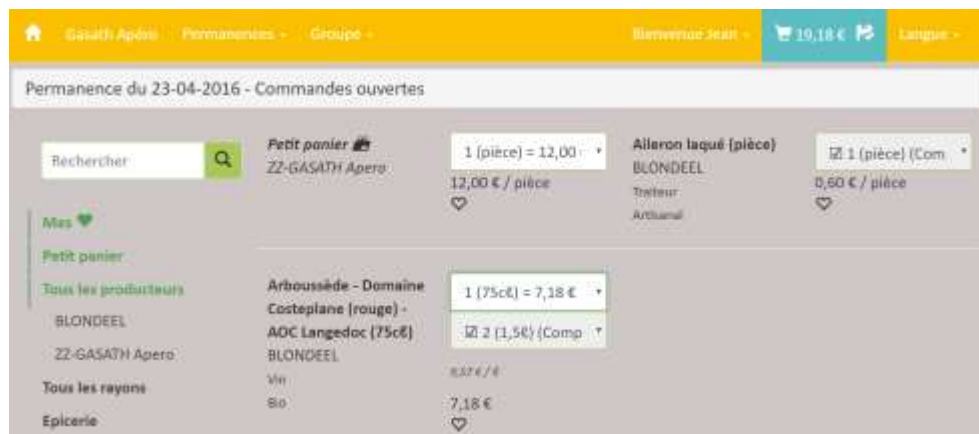 Gasath Apéro Permanences Groupe Bienvenue Jean 19,18 € Langue
Permanence du 23-04-2016 - Commandes ouvertes
Rechercher
Mes
Petit panier
Tous les producteurs
BLONDEEL
ZZ-GASATH Apero
Tous les rayons
Epicerie
Petit panier
ZZ-GASATH Apero
1 (pièce) = 12,00
12,00 € / pièce
Aileron laqué (pièce)
BLONDEEL
Traiteur
Artisanal
☑ 1 (pièce) (Com
0,60 € / pièce
Arboussède - Domaine
Costeplane (rouge) -
AOC Langedoc (75cℓ)
BLONDEEL
Vin
Bio
1 (75cℓ) = 7,18 €
☑ 2 (1,5ℓ) (Comp
9,57 € / ℓ
7,18 €